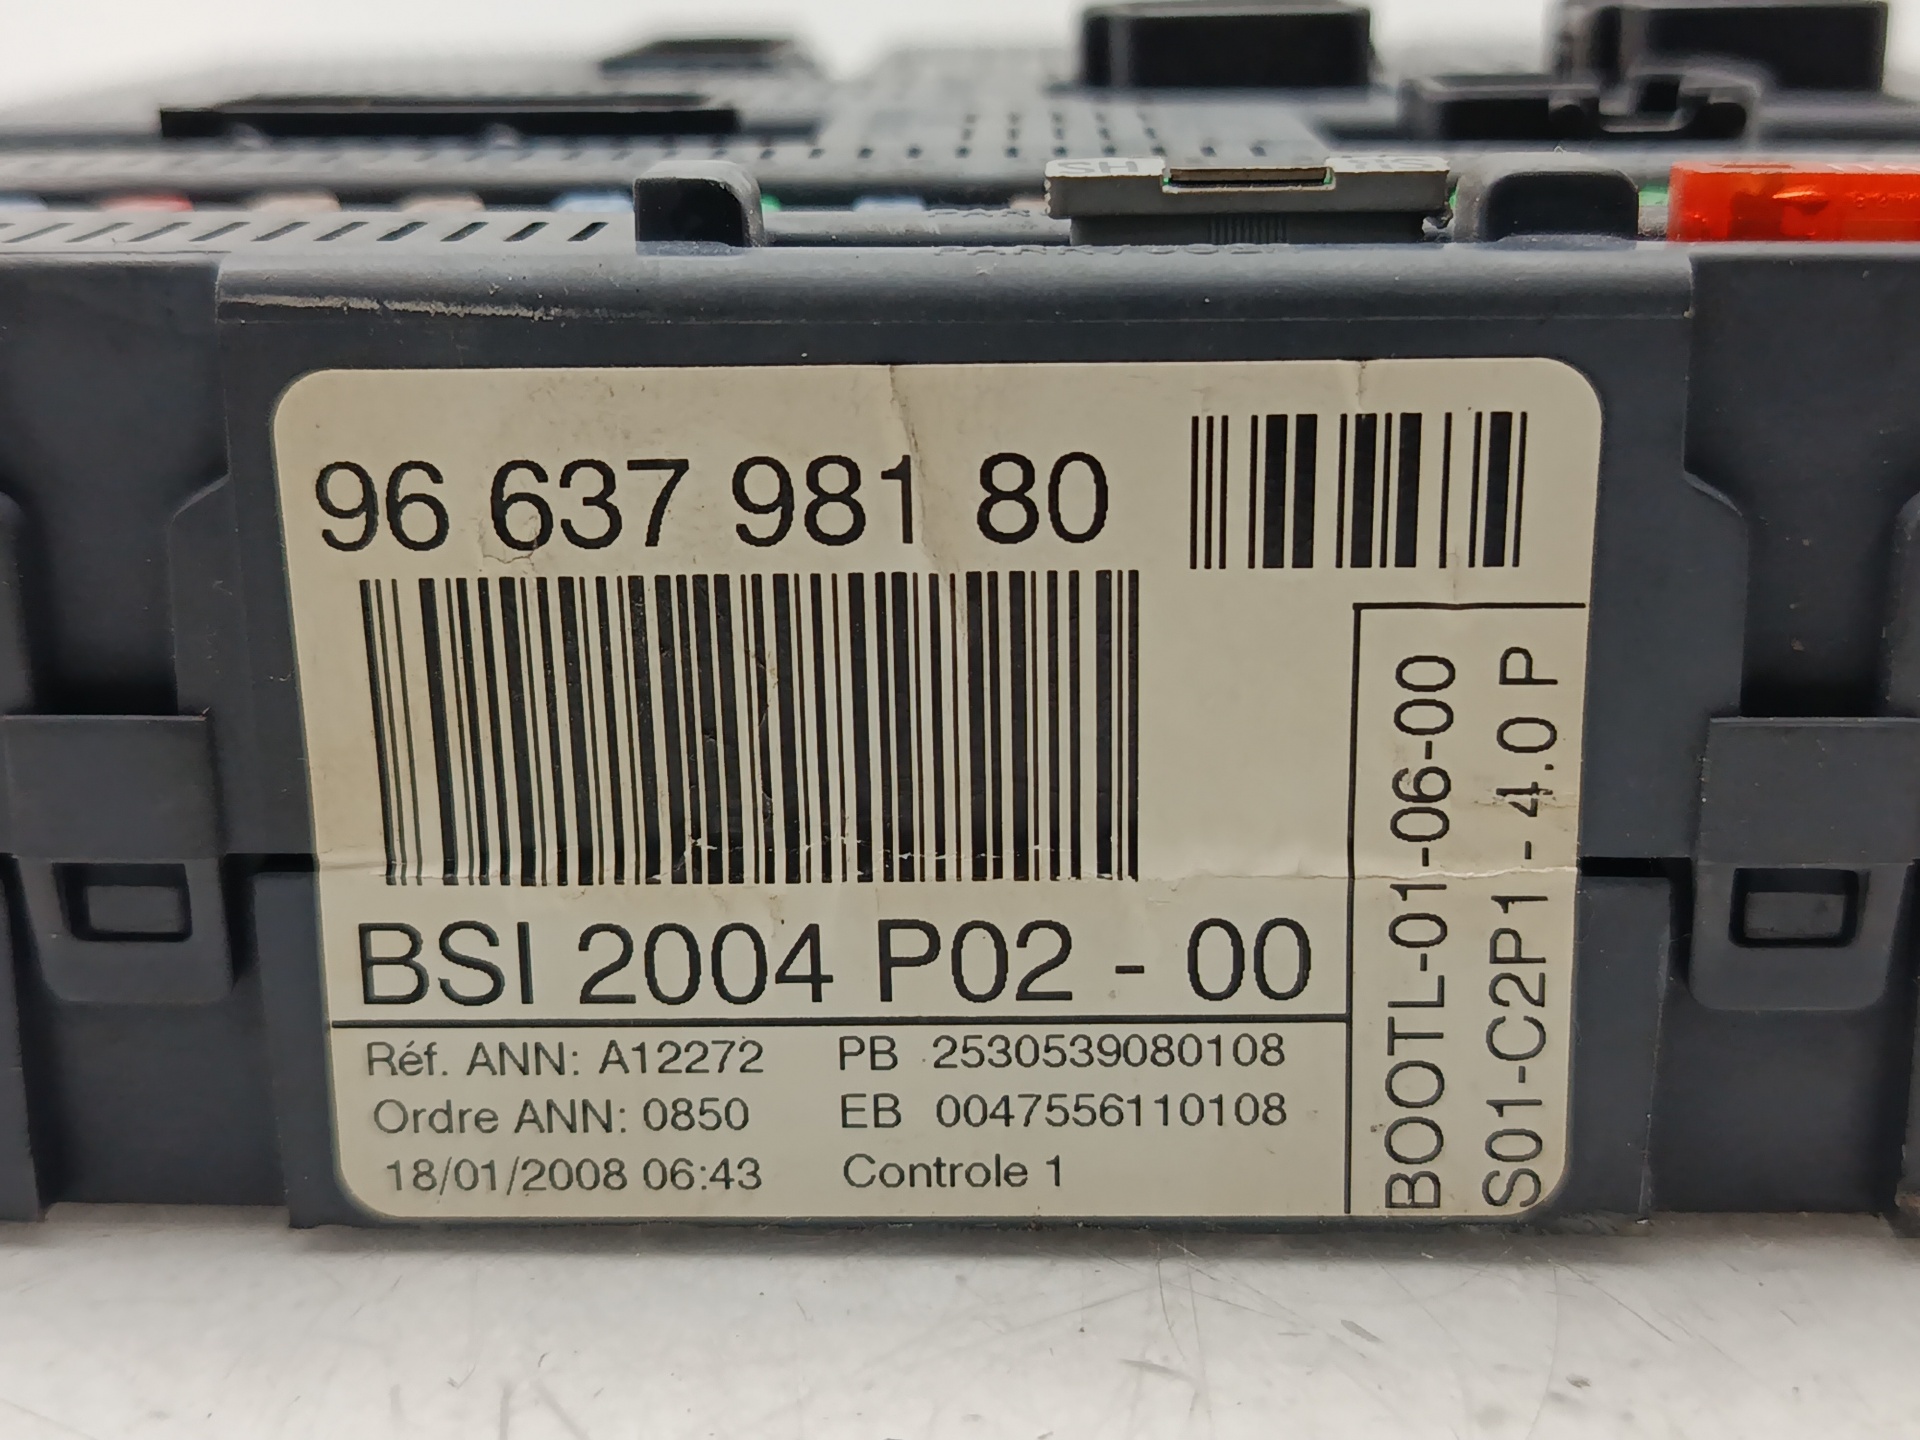 SH
96 637 981 80
BSI 2004 P02 - 00
Réf. ANN: A12272 PB 2530539080108
Ordre ANN: 0850 EB 0047556110108
18/01/2008 06:43 Controle 1
BOOTL-01-06-00
S01-C2P1-4.0 P